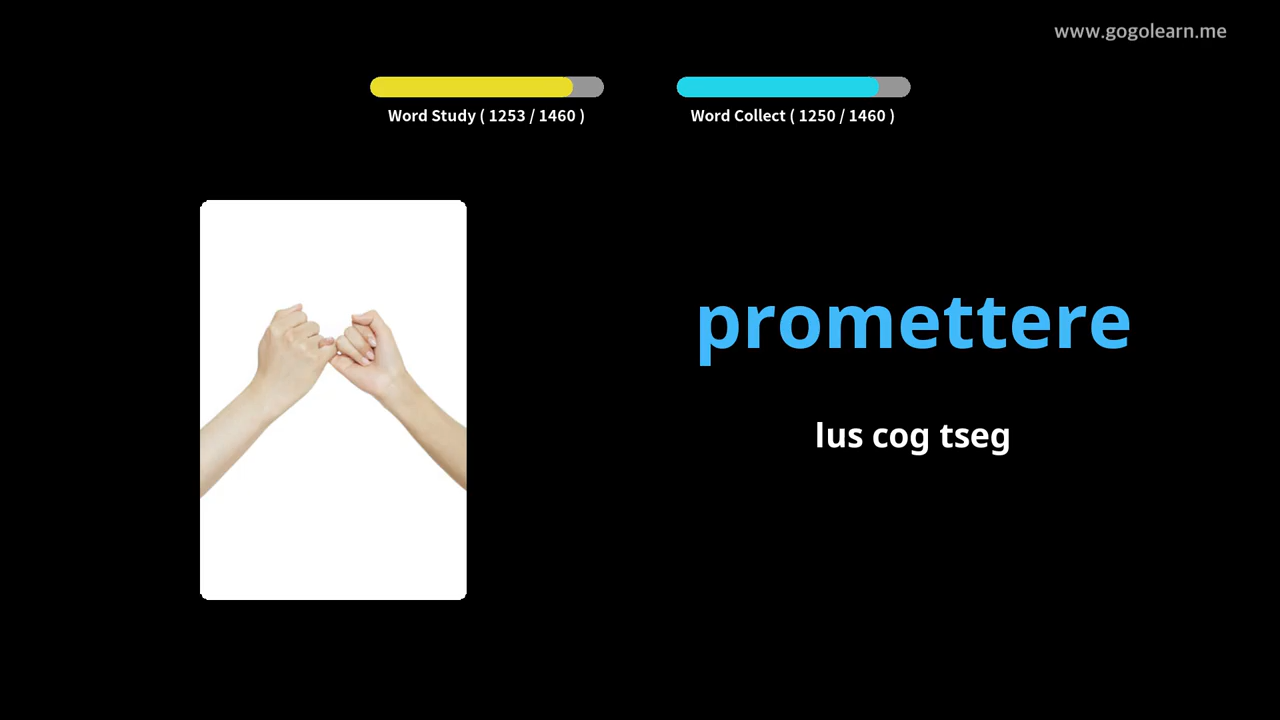 www.gogolearn.me
Word Study ( 1253 / 1460 )
Word Collect ( 1250 / 1460 )
promettere
lus cog tseg